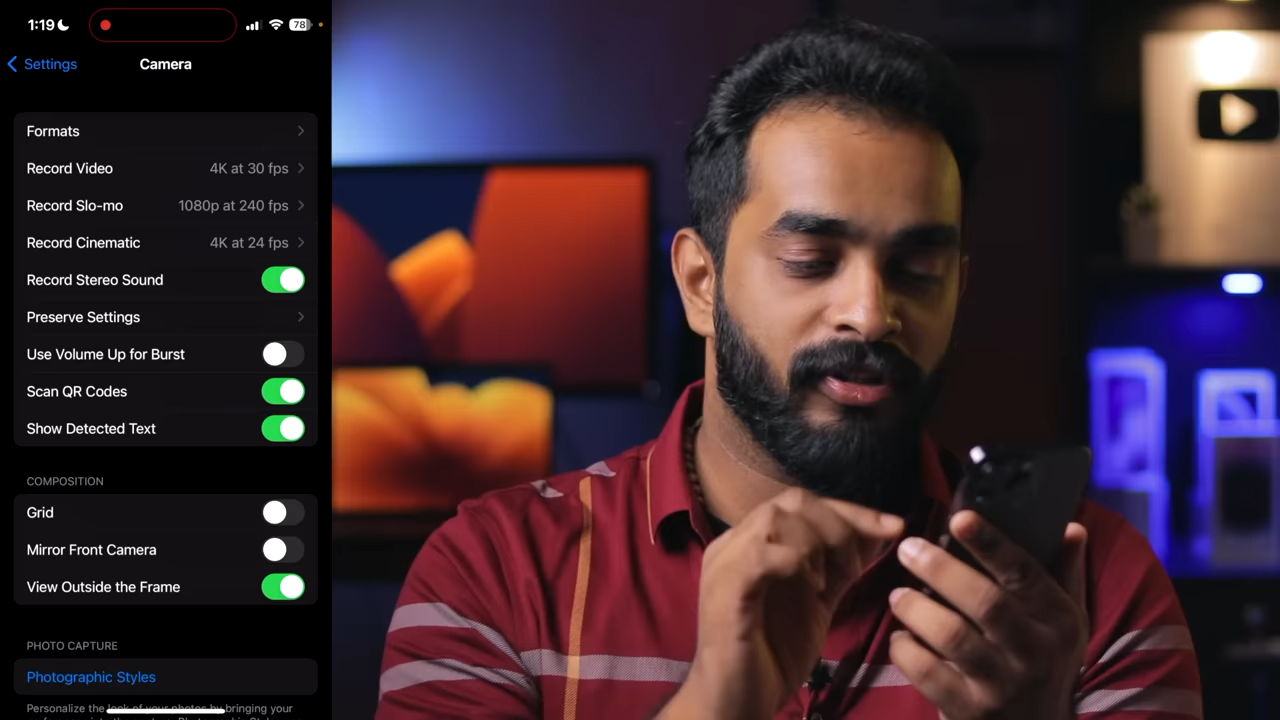 1:19
78
Settings
Camera
Formats
Record Video 4K at 30 fps
Record Slo-mo 1080p at 240 fps
Record Cinematic 4K at 24 fps
Record Stereo Sound
Preserve Settings
Use Volume Up for Burst
Scan QR Codes
Show Detected Text
COMPOSITION
Grid
Mirror Front Camera
View Outside the Frame
PHOTO CAPTURE
Photographic Styles
Personalize the look of your photos by bringing your